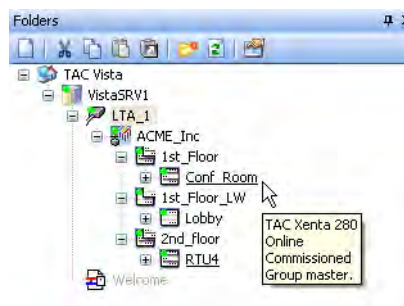 Folders
TAC Vista
VistaSRV1
LTA_1
ACME_Inc
1st_Floor
Conf_Room
1st_Floor_LW
Lobby
2nd_floor
RTU4
Welcome
TAC Xenta 280
Online
Commissioned
Group master.